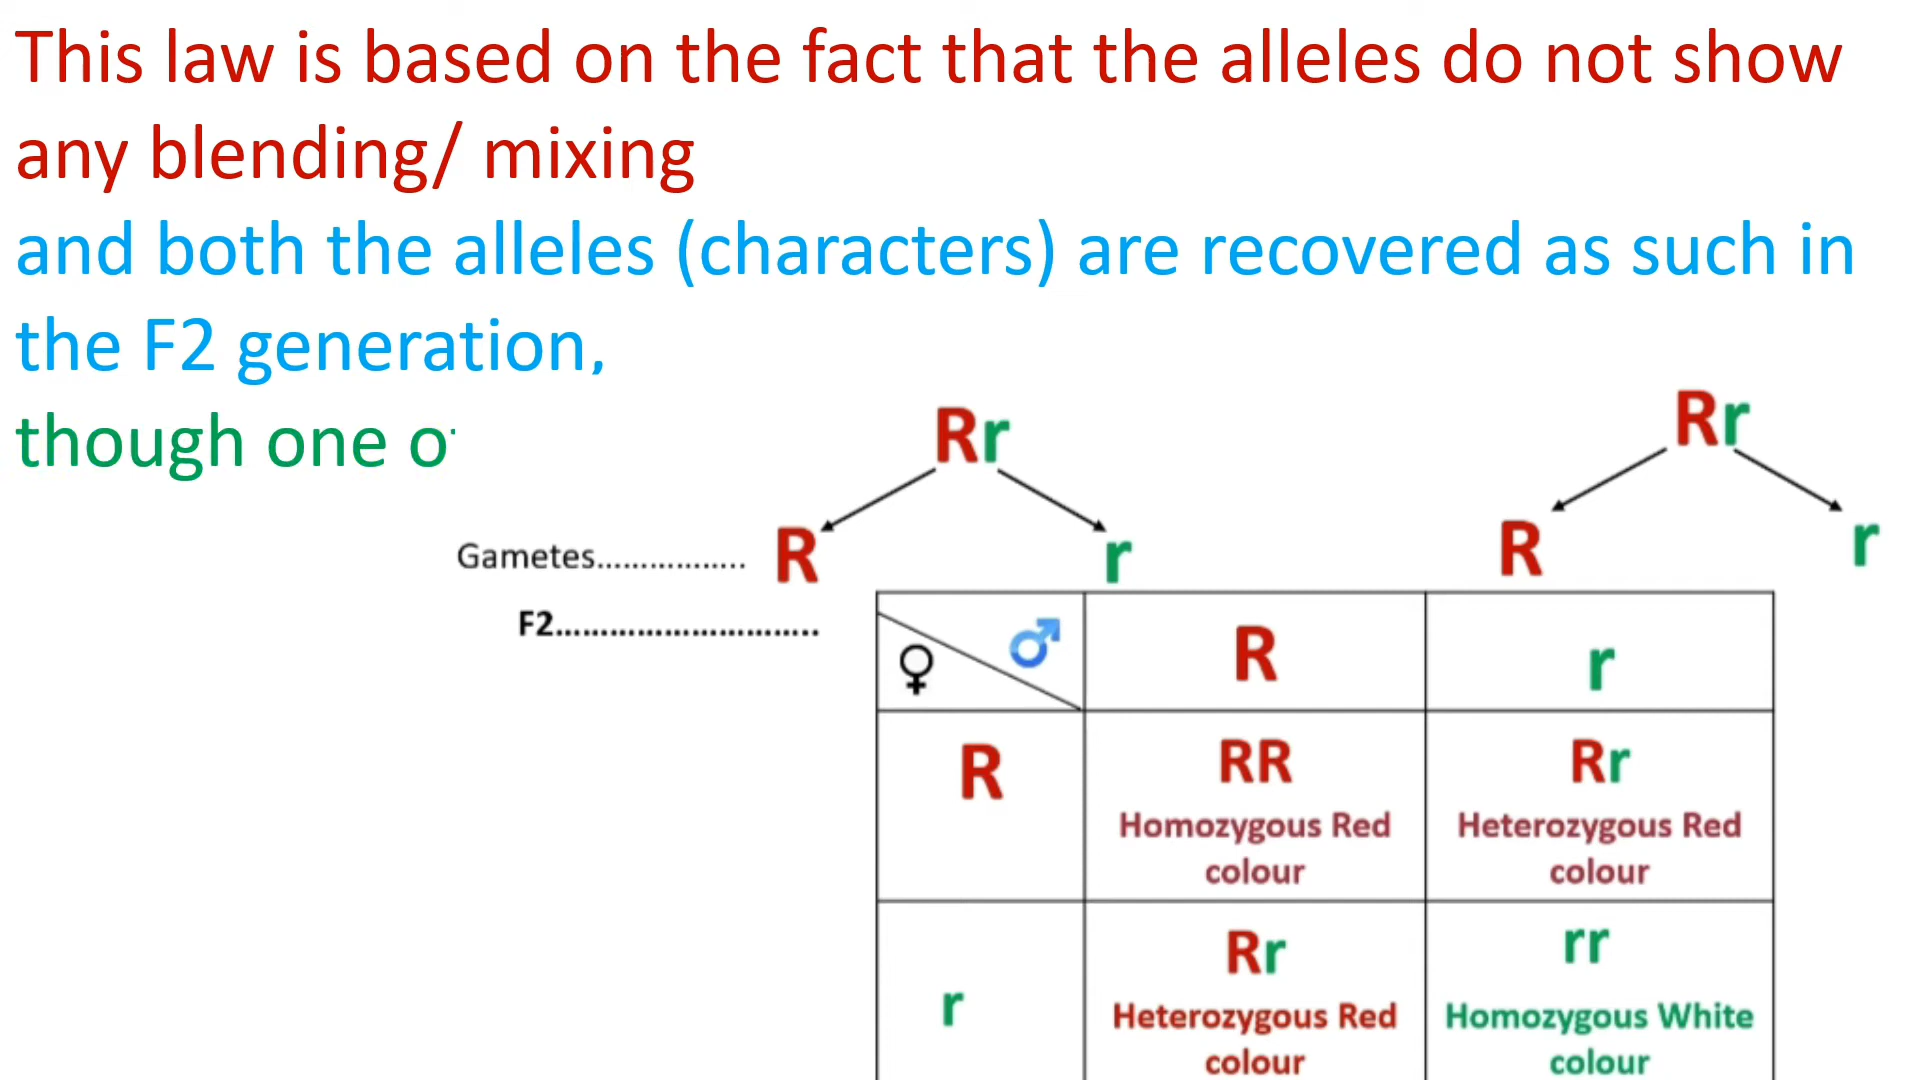 This law is based on the fact that the alleles do not show
any blending/ mixing
and both the alleles (characters) are recovered as such in
the F2 generation,
though one
Rr Rr
Gametes................. R r R r
F2..............................
♀ ♂ R r
R RR Rr
Homozygous Red Heterozygous Red
colour colour
r Rr rr
Heterozygous Red Homozygous White
colour colour